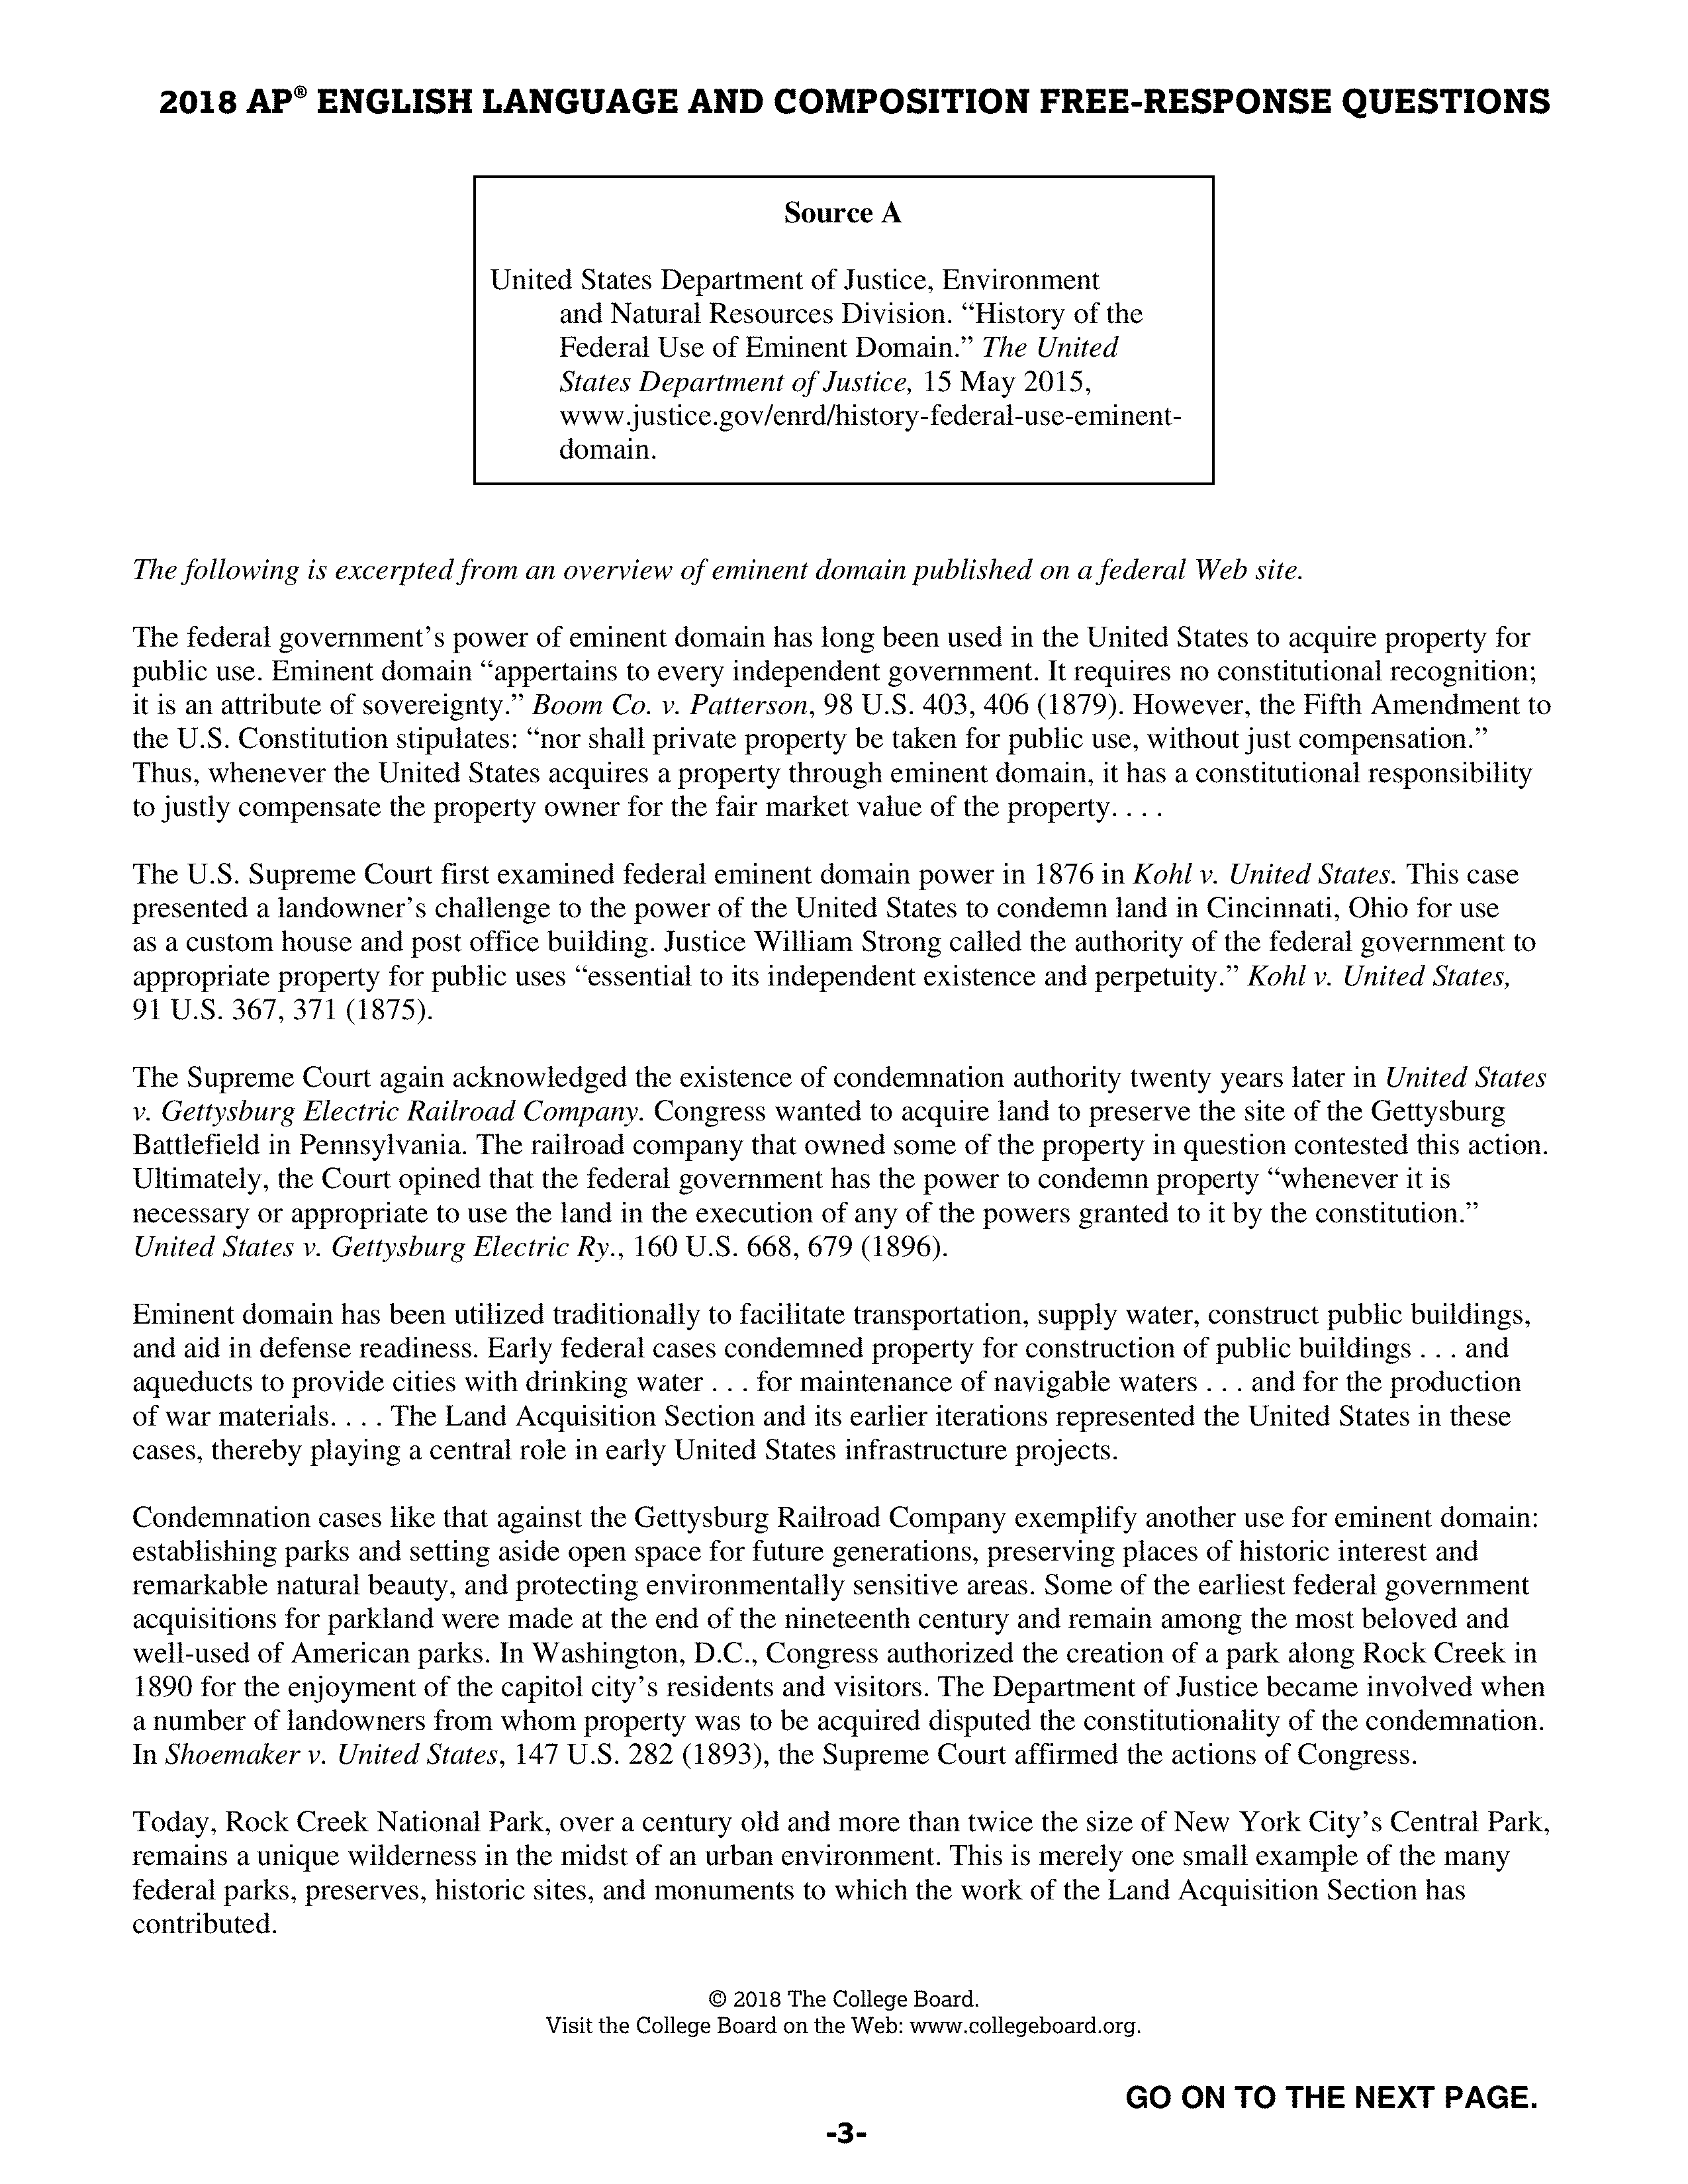 2018 AP® ENGLISH LANGUAGE AND COMPOSITION FREE-RESPONSE QUESTIONS
Source A
United States Department of Justice, Environment
and Natural Resources Division. “History of the
Federal Use of Eminent Domain.” The United
States Department of Justice, 15 May 2015,
www.justice.gov/enrd/history-federal-use-eminent-
domain.
The following is excerpted from an overview of eminent domain published on a federal Web site.
The federal government’s power of eminent domain has long been used in the United States to acquire property for
public use. Eminent domain “appertains to every independent government. It requires no constitutional recognition;
it is an attribute of sovereignty.” Boom Co. v. Patterson, 98 U.S. 403, 406 (1879). However, the Fifth Amendment to
the U.S. Constitution stipulates: “nor shall private property be taken for public use, without just compensation.”
Thus, whenever the United States acquires a property through eminent domain, it has a constitutional responsibility
to justly compensate the property owner for the fair market value of the property. . . .
The U.S. Supreme Court first examined federal eminent domain power in 1876 in Kohl v. United States. This case
presented a landowner’s challenge to the power of the United States to condemn land in Cincinnati, Ohio for use
as a custom house and post office building. Justice William Strong called the authority of the federal government to
appropriate property for public uses “essential to its independent existence and perpetuity.” Kohl v. United States,
91 U.S. 367, 371 (1875).
The Supreme Court again acknowledged the existence of condemnation authority twenty years later in United States
v. Gettysburg Electric Railroad Company. Congress wanted to acquire land to preserve the site of the Gettysburg
Battlefield in Pennsylvania. The railroad company that owned some of the property in question contested this action.
Ultimately, the Court opined that the federal government has the power to condemn property “whenever it is
necessary or appropriate to use the land in the execution of any of the powers granted to it by the constitution.”
United States v. Gettysburg Electric Ry., 160 U.S. 668, 679 (1896).
Eminent domain has been utilized traditionally to facilitate transportation, supply water, construct public buildings,
and aid in defense readiness. Early federal cases condemned property for construction of public buildings . . . and
aqueducts to provide cities with drinking water . . . for maintenance of navigable waters . . . and for the production
of war materials. . . . The Land Acquisition Section and its earlier iterations represented the United States in these
cases, thereby playing a central role in early United States infrastructure projects.
Condemnation cases like that against the Gettysburg Railroad Company exemplify another use for eminent domain:
establishing parks and setting aside open space for future generations, preserving places of historic interest and
remarkable natural beauty, and protecting environmentally sensitive areas. Some of the earliest federal government
acquisitions for parkland were made at the end of the nineteenth century and remain among the most beloved and
well-used of American parks. In Washington, D.C., Congress authorized the creation of a park along Rock Creek in
1890 for the enjoyment of the capitol city’s residents and visitors. The Department of Justice became involved when
a number of landowners from whom property was to be acquired disputed the constitutionality of the condemnation.
In Shoemaker v. United States, 147 U.S. 282 (1893), the Supreme Court affirmed the actions of Congress.
Today, Rock Creek National Park, over a century old and more than twice the size of New York City’s Central Park,
remains a unique wilderness in the midst of an urban environment. This is merely one small example of the many
federal parks, preserves, historic sites, and monuments to which the work of the Land Acquisition Section has
contributed.
© 2018 The College Board.
Visit the College Board on the Web: www.collegeboard.org.
GO ON TO THE NEXT PAGE.
-3-